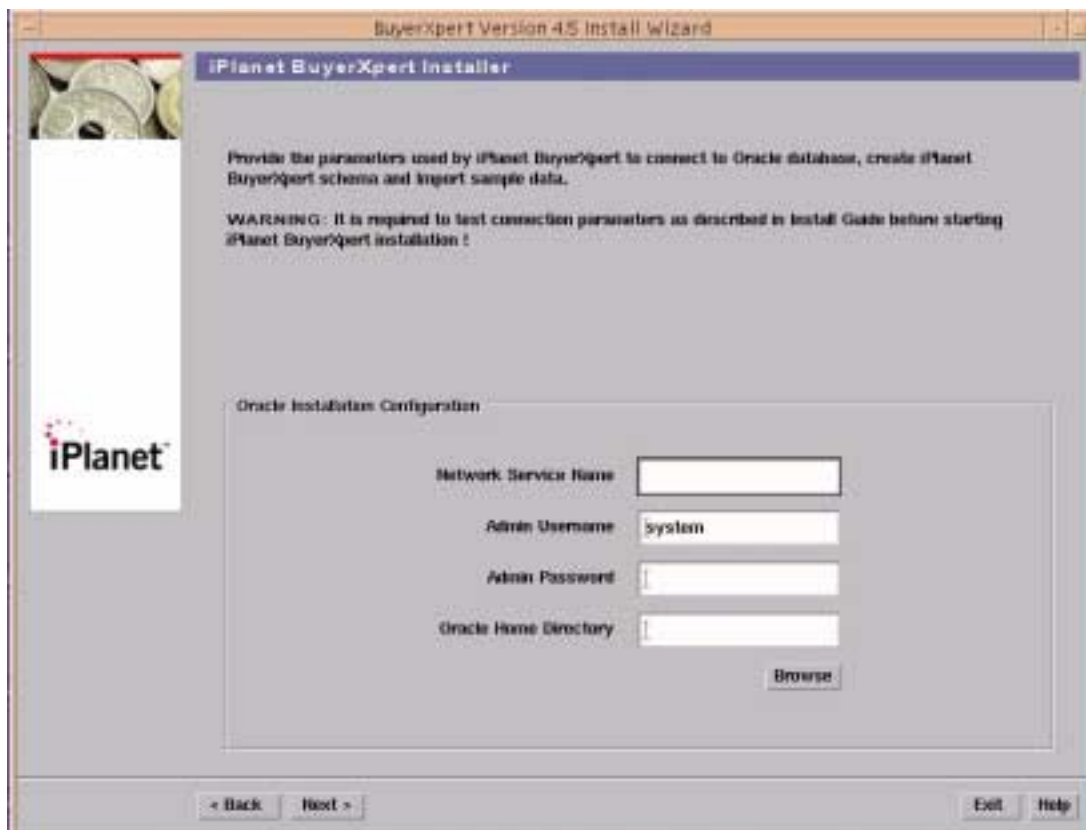 BuyerXpert Version 4.5 Install Wizard
iPlanet BuyerXpert Installer
Provide the parameters used by iPlanet BuyerXpert to connect to Oracle database, create iPlanet
BuyerXpert schema and import sample data.
WARNING: It is required to test connection parameters as described in Install Guide before starting
iPlanet BuyerXpert installation !
iPlanet™
Oracle Installation Configuration
Network Service Name
Admin Username
system
Admin Password
Oracle Home Directory
Browse
< Back
Next >
Exit
Help